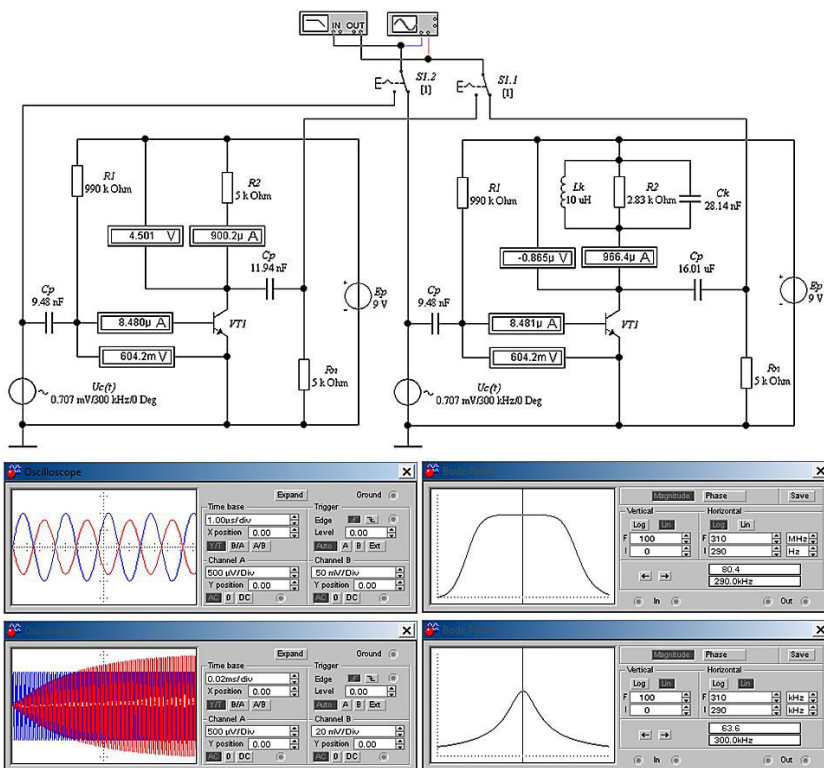 IN OUT
S1.2
[1]
S1.1
[1]
R1
990 k Ohm
R2
5 k Ohm
4.501 V
900.2µ A
Cp
11.94 nF
Cp
9.48 nF
8.480µ A
VT1
604.2m V
Ep
9 V
Rn
5 k Ohm
Uc(t)
0.707 mV/300 kHz/0 Deg
R1
990 k Ohm
Lk
10 uH
R2
2.83 k Ohm
Ck
28.14 nF
-0.865µ V
966.4µ A
Cp
16.01 uF
Cp
9.48 nF
8.481µ A
VT1
604.2m V
Ep
9 V
Rn
5 k Ohm
Uc(t)
0.707 mV/300 kHz/0 Deg
Oscilloscope
Expand Ground
Time base Trigger
1.00µs/div Edge
X position 0.00 Level 0.00
Y/T B/A A/B Auto A B Ext
Channel A Channel B
500 µV/Div 50 mV/Div
Y position 0.00 Y position 0.00
AC 0 DC AC 0 DC
Bode Plotter
Magnitude Phase Save
Vertical Horizontal
Log Lin Log Lin
F 100 F 310 MHz
I 0 I 290 Hz
80.4
290.0kHz
In Out
Oscilloscope
Expand Ground
Time base Trigger
0.02ms/div Edge
X position 0.00 Level 0.00
Y/T B/A A/B Auto A B Ext
Channel A Channel B
500 µV/Div 20 mV/Div
Y position 0.00 Y position 0.00
AC 0 DC AC 0 DC
Bode Plotter
Magnitude Phase Save
Vertical Horizontal
Log Lin Log Lin
F 100 F 310 kHz
I 0 I 290 kHz
63.6
300.0kHz
In Out